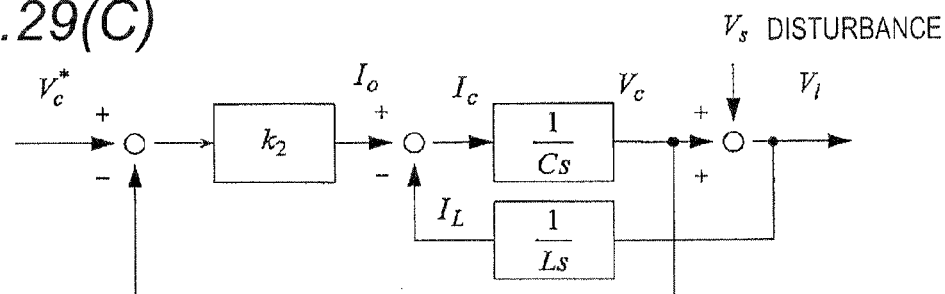 .29(C)
V_s DISTURBANCE
V_c^* I_o I_c V_c V_l
+ + +
k_2 1/Cs
- - +
I_L 1/Ls